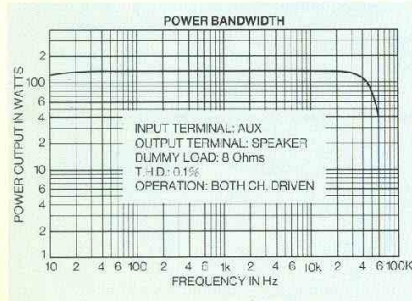 POWER BANDWIDTH
POWER OUTPUT IN WATTS
2
100
6
4
2
10
6
4
2
1
INPUT TERMINAL: AUX
OUTPUT TERMINAL: SPEAKER
DUMMY LOAD: 8 Ohms
T.H.D.: 0.1%
OPERATION: BOTH CH. DRIVEN
10 2 4 6 100 2 4 6 1k 2 4 6 10k 2 4 6 100K
FREQUENCY IN Hz